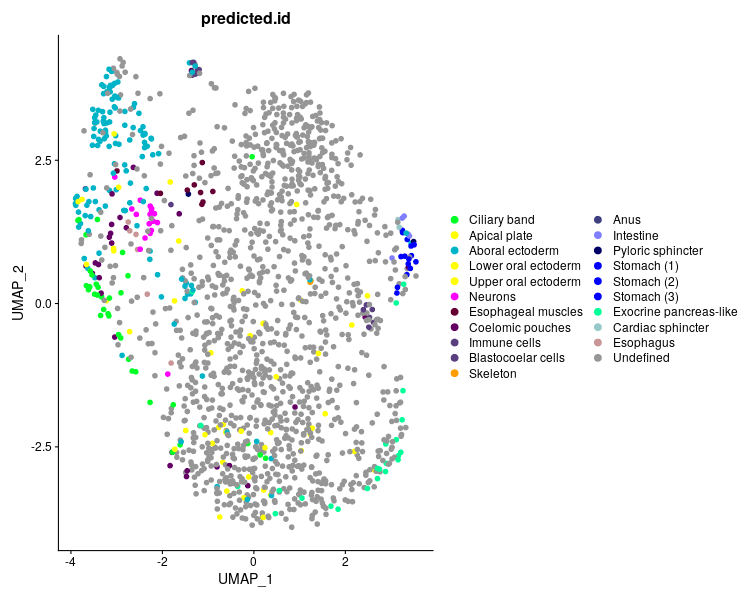 predicted.id
UMAP_2
2.5
0.0
-2.5
-4
-2
0
2
UMAP_1
Ciliary band
Apical plate
Aboral ectoderm
Lower oral ectoderm
Upper oral ectoderm
Neurons
Esophageal muscles
Coelomic pouches
Immune cells
Blastocoelar cells
Skeleton
Anus
Intestine
Pyloric sphincter
Stomach (1)
Stomach (2)
Stomach (3)
Exocrine pancreas-like
Cardiac sphincter
Esophagus
Undefined